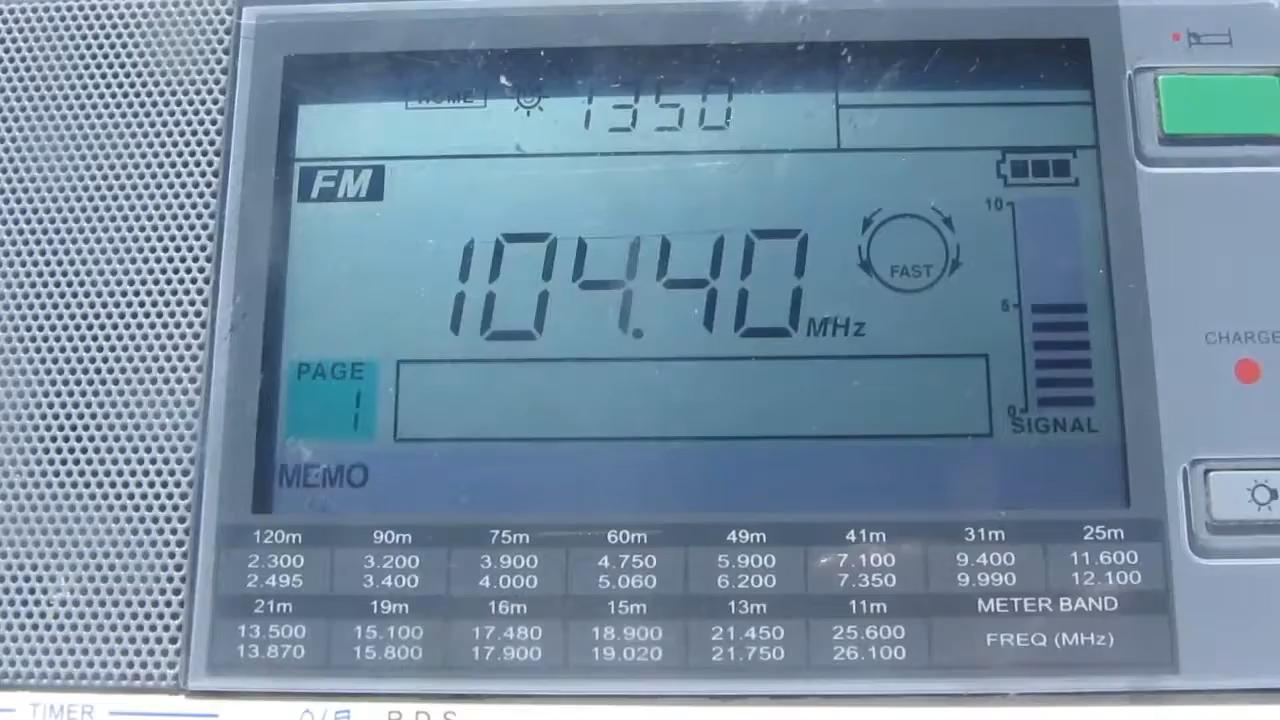 HOME 1350
FM
104.40 MHz
FAST
10
5
0
SIGNAL
PAGE
1
MEMO
CHARGE
120m 90m 75m 60m 49m 41m 31m 25m
2.300 3.200 3.900 4.750 5.900 7.100 9.400 11.600
2.495 3.400 4.000 5.060 6.200 7.350 9.990 12.100
21m 19m 16m 15m 13m 11m METER BAND
13.500 15.100 17.480 18.900 21.450 25.600 FREQ (MHz)
13.870 15.800 17.900 19.020 21.750 26.100
TIMER